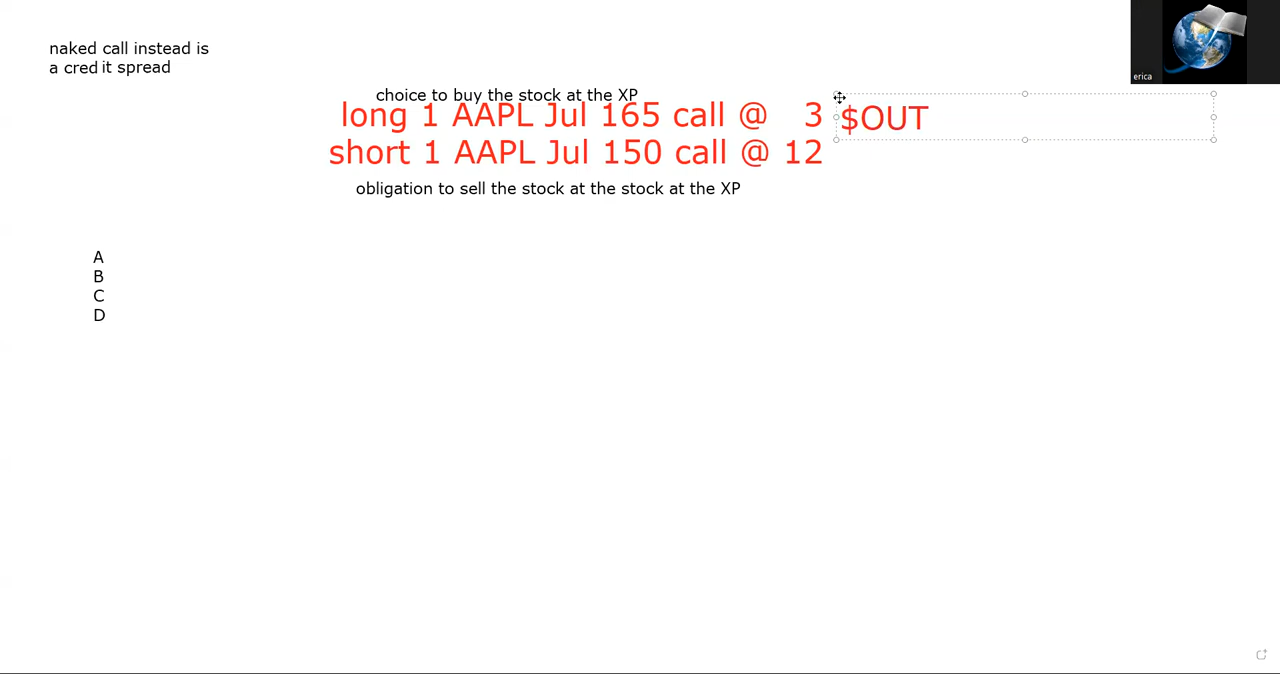 naked call instead is
a cred it spread
erica
choice to buy the stock at the XP
long 1 AAPL Jul 165 call @ 3 $OUT
short 1 AAPL Jul 150 call @ 12
obligation to sell the stock at the stock at the XP
A
B
C
D